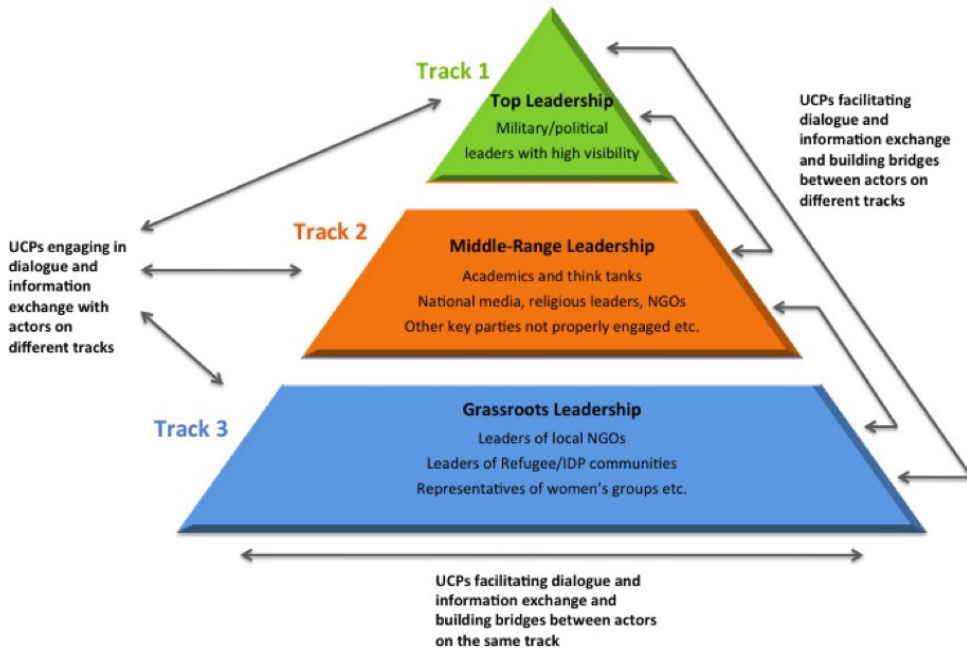 Track 1
Top Leadership
Military/political
leaders with high visibility
UCPs facilitating
dialogue and
information exchange
and building bridges
between actors on
different tracks
Track 2
Middle-Range Leadership
Academics and think tanks
National media, religious leaders, NGOs
Other key parties not properly engaged etc.
UCPs engaging in
dialogue and
information
exchange with
actors on
different tracks
Track 3
Grassroots Leadership
Leaders of local NGOs
Leaders of Refugee/IDP communities
Representatives of women's groups etc.
UCPs facilitating dialogue and
information exchange and
building bridges between actors
on the same track